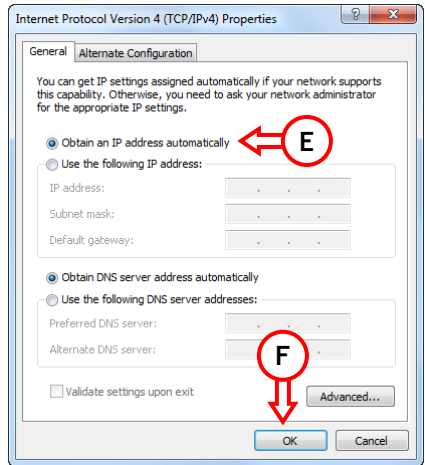 Internet Protocol Version 4 (TCP/IPv4) Properties
?
General
Alternate Configuration
You can get IP settings assigned automatically if your network supports
this capability. Otherwise, you need to ask your network administrator
for the appropriate IP settings.
Obtain an IP address automatically
E
Use the following IP address:
IP address:
Subnet mask:
Default gateway:
Obtain DNS server address automatically
Use the following DNS server addresses:
Preferred DNS server:
Alternate DNS server:
F
Validate settings upon exit
Advanced...
OK
Cancel